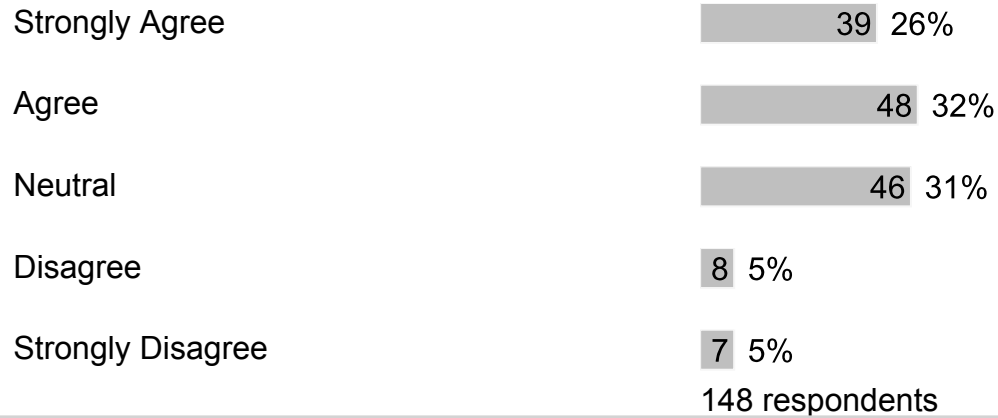 Strongly Agree 39 26%
Agree 48 32%
Neutral 46 31%
Disagree 8 5%
Strongly Disagree 7 5%
148 respondents